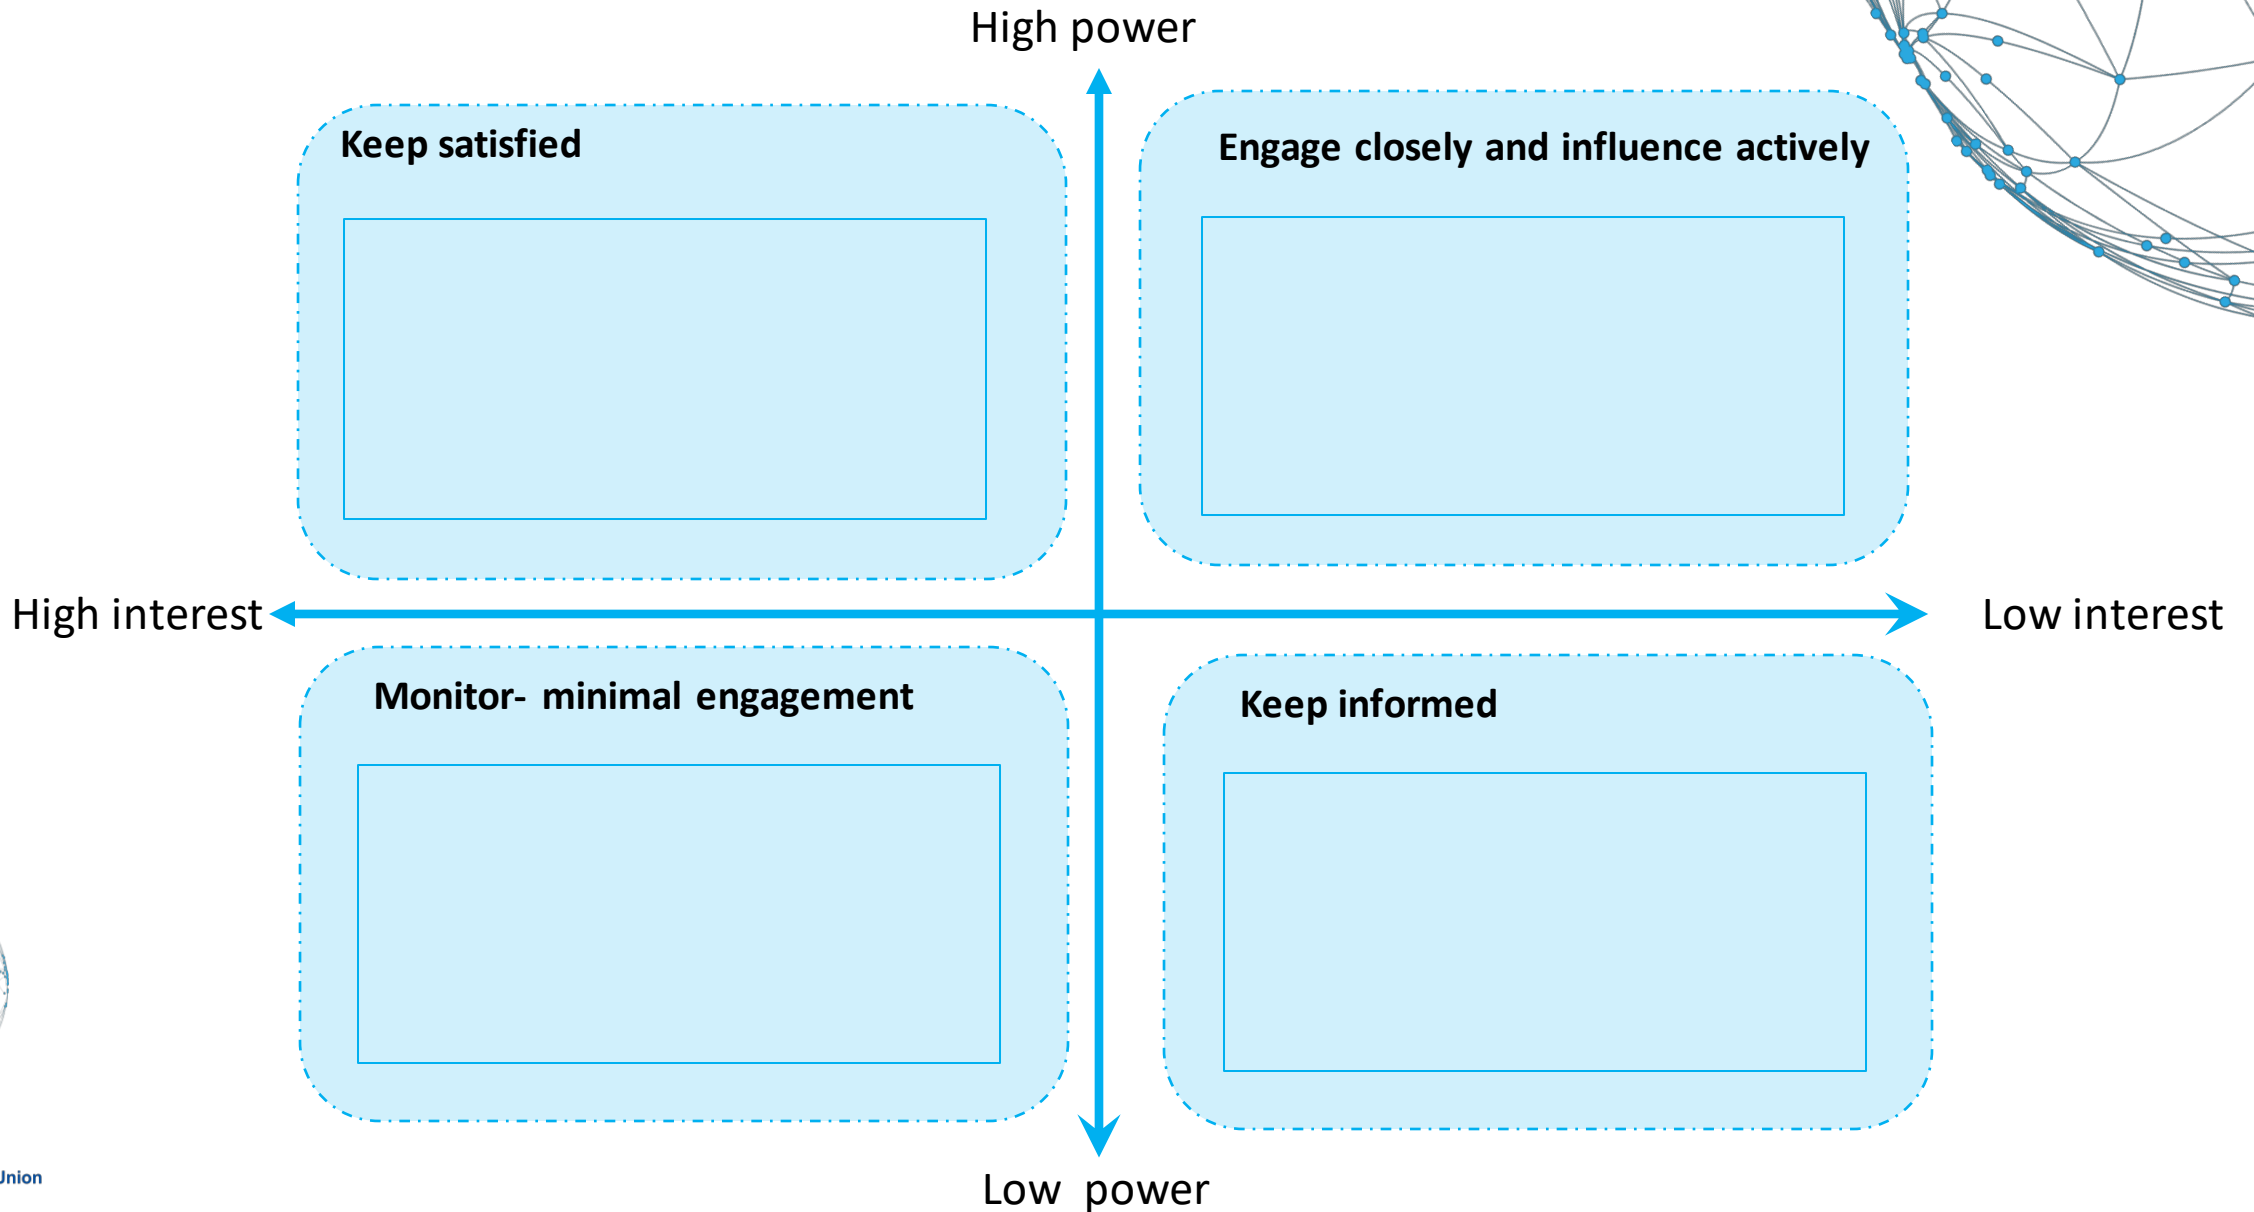 High power
Keep satisfied
Engage closely and influence actively
High interest
Low interest
Monitor- minimal engagement
Keep informed
Union
Low power